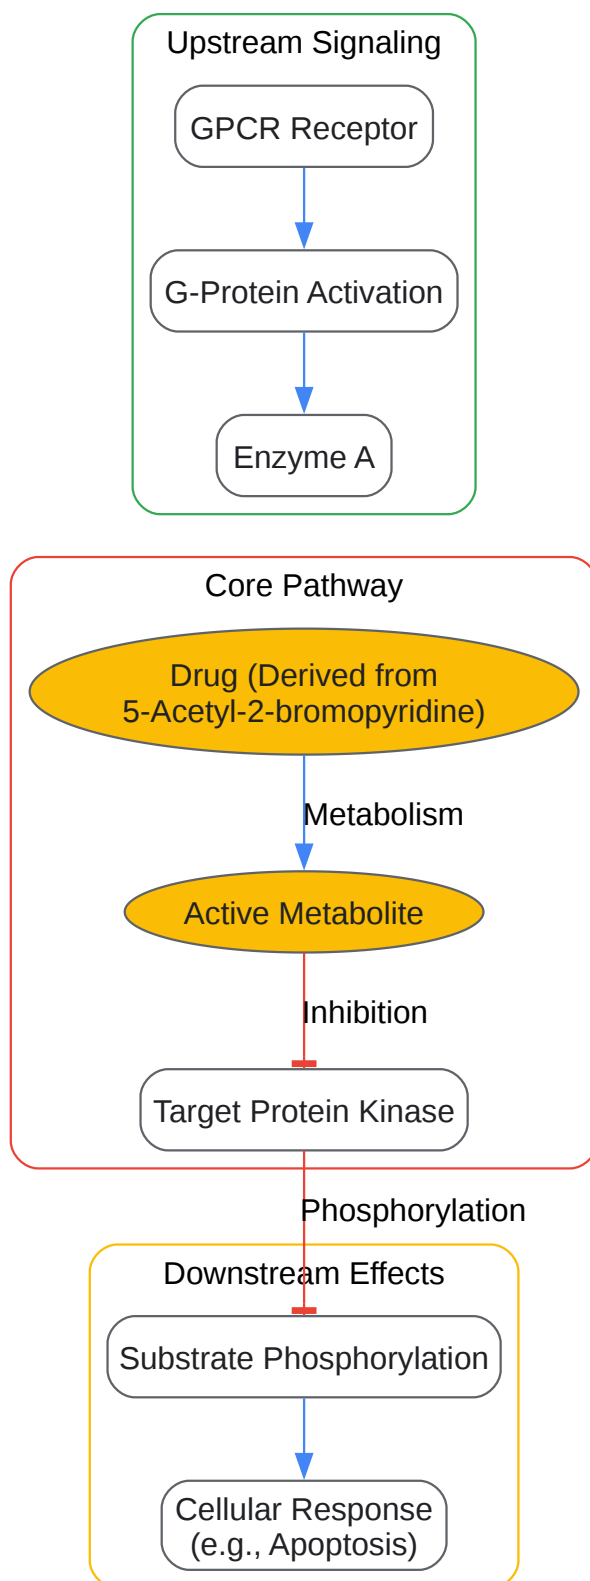 Upstream Signaling
GPCR Receptor
G-Protein Activation
Enzyme A
Core Pathway
Drug (Derived from
5-Acetyl-2-bromopyridine)
Metabolism
Active Metabolite
Inhibition
Target Protein Kinase
Phosphorylation
Downstream Effects
Substrate Phosphorylation
Cellular Response
(e.g., Apoptosis)